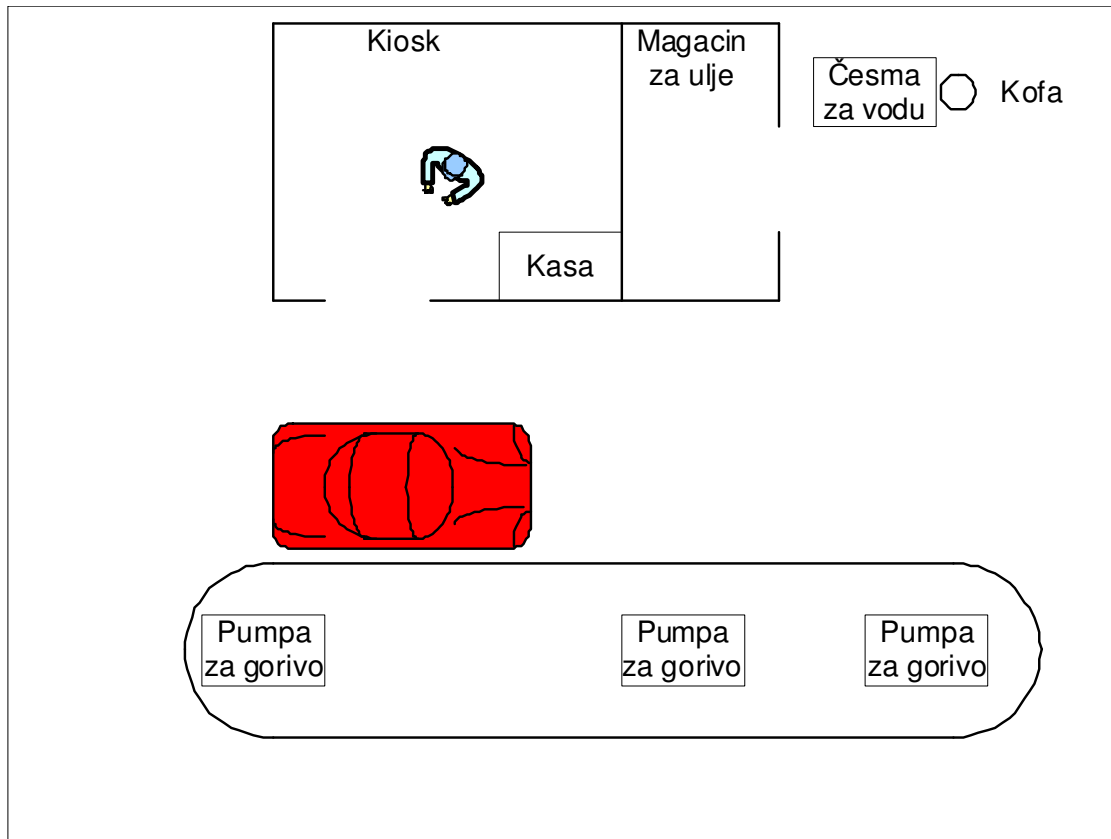 Kiosk
Magacin
za ulje
Česma
za vodu
Kofa
Kasa
Pumpa
za gorivo
Pumpa
za gorivo
Pumpa
za gorivo